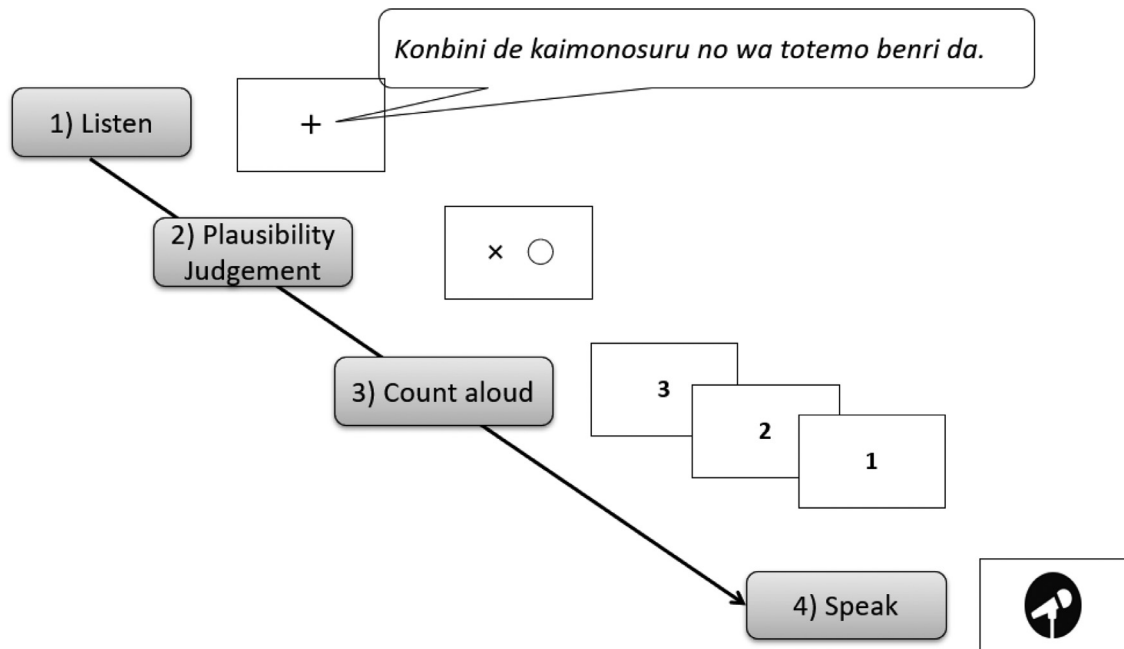 Konbini de kaimonosuru no wa totemo benri da.
1) Listen
+
2) Plausibility
Judgement
× ○
3) Count aloud
3
2
1
4) Speak